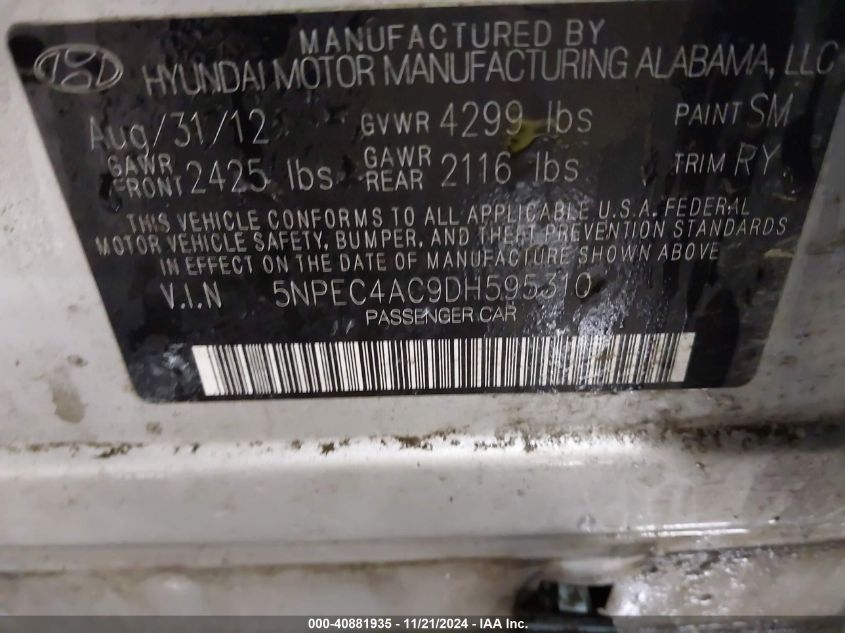 MANUFACTURED BY
HYUNDAI MOTOR MANUFACTURING ALABAMA, LLC
Aug/31/12 GVWR 4299 lbs PAINT SM
GAWR FRONT 2425 lbs GAWR REAR 2116 lbs TRIM RY
THIS VEHICLE CONFORMS TO ALL APPLICABLE U.S.A. FEDERAL
MOTOR VEHICLE SAFETY, BUMPER, AND THEFT PREVENTION STANDARDS
IN EFFECT ON THE DATE OF MANUFACTURE SHOWN ABOVE
V.I.N 5NPEC4AC9DH595310
PASSENGER CAR
000-40881935 - 11/21/2024 - IAA Inc.